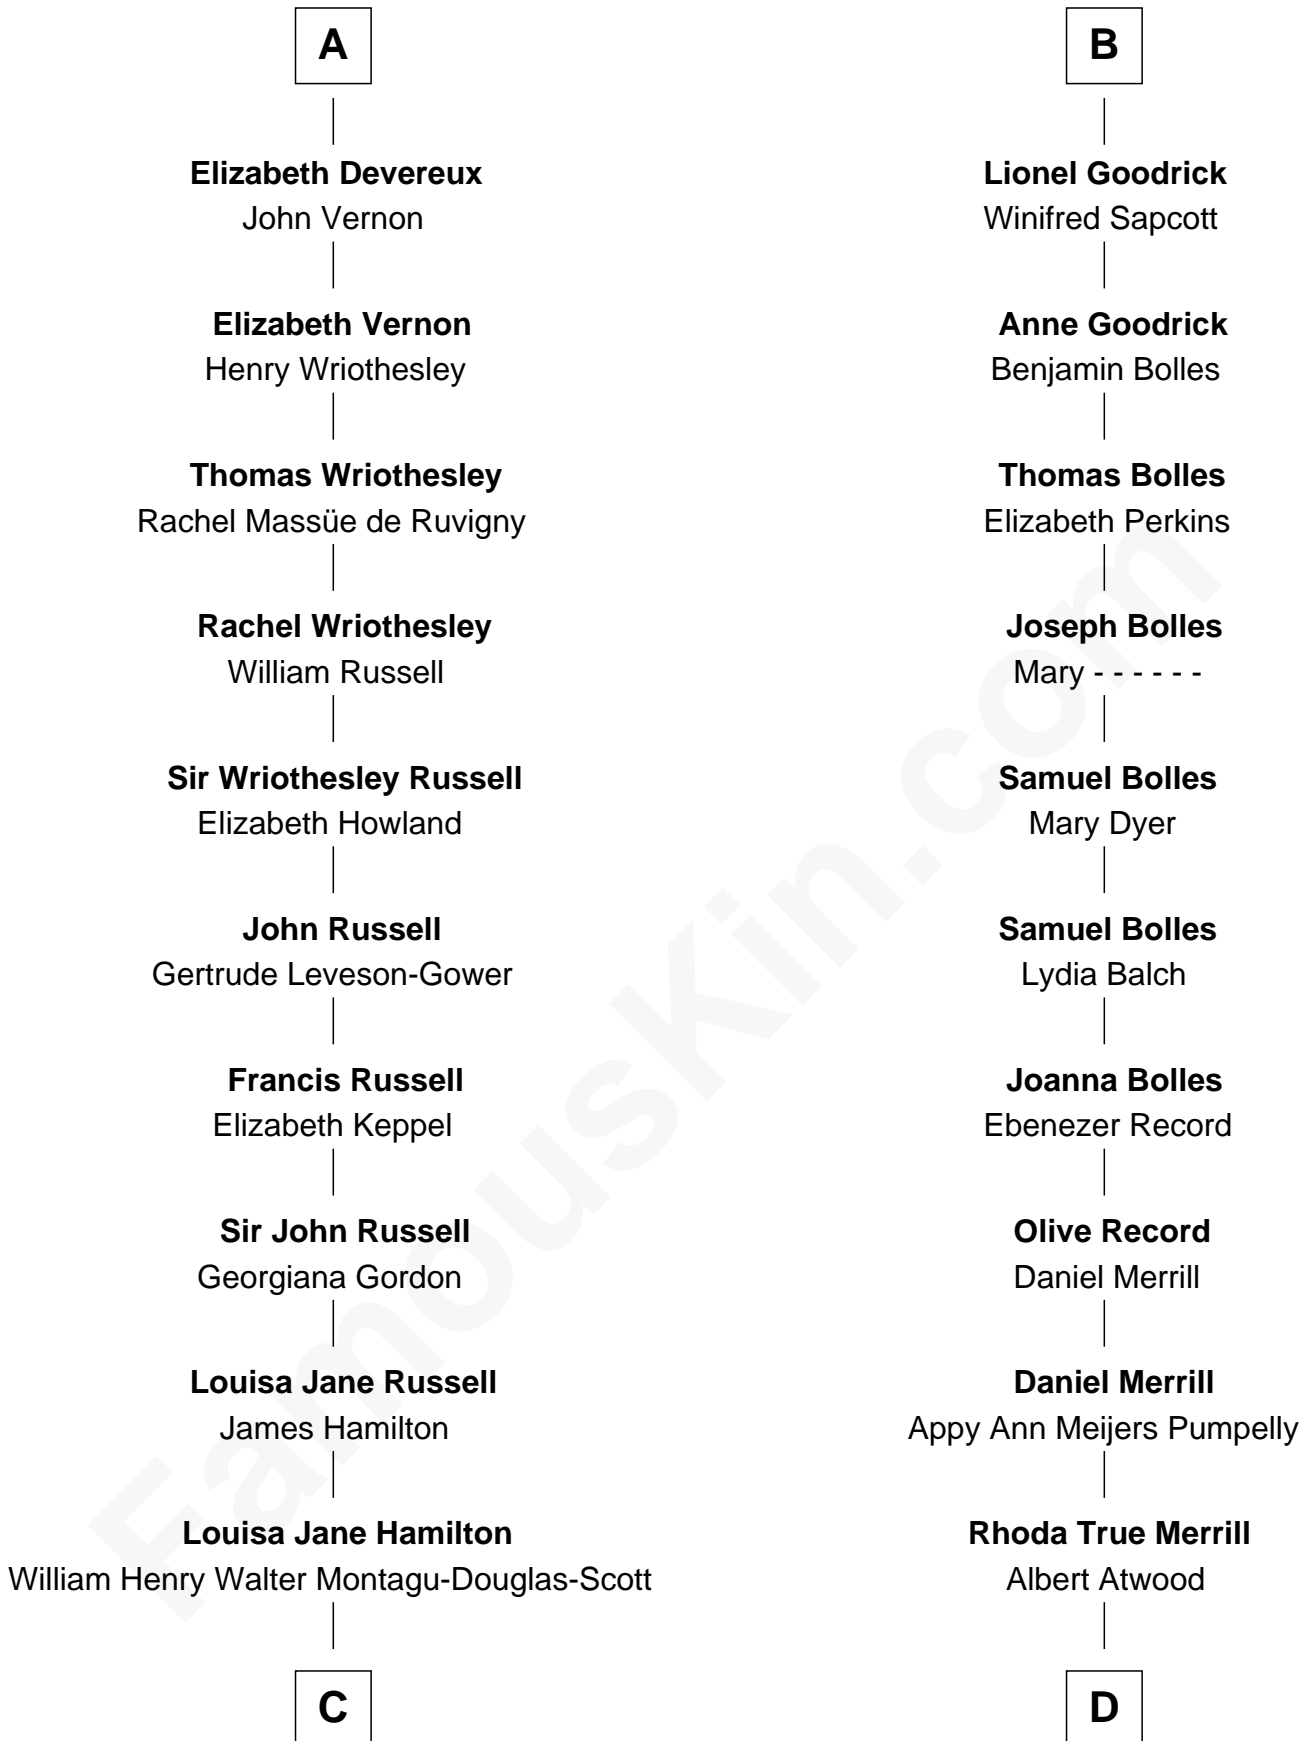 A
Elizabeth Devereux
John Vernon
Elizabeth Vernon
Henry Wriothesley
Thomas Wriothesley
Rachel Massüe de Ruvigny
Rachel Wriothesley
William Russell
Sir Wriothesley Russell
Elizabeth Howland
John Russell
Gertrude Leveson-Gower
Francis Russell
Elizabeth Keppel
Sir John Russell
Georgiana Gordon
Louisa Jane Russell
James Hamilton
Louisa Jane Hamilton
William Henry Walter Montagu-Douglas-Scott
C
B
Lionel Goodrick
Winifred Sapcott
Anne Goodrick
Benjamin Bolles
Thomas Bolles
Elizabeth Perkins
Joseph Bolles
Mary - - - - - -
Samuel Bolles
Mary Dyer
Samuel Bolles
Lydia Balch
Joanna Bolles
Ebenezer Record
Olive Record
Daniel Merrill
Daniel Merrill
Appy Ann Meijers Pumpelly
Rhoda True Merrill
Albert Atwood
D
FamousKin.com